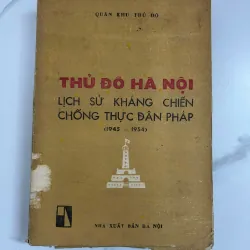 QUÂN KHU THỦ ĐÔ
THỦ ĐÔ HÀ NỘI
LỊCH SỬ KHÁNG CHIẾN
CHỐNG THỰC DÂN PHÁP
(1945 - 1954)
NHÀ XUẤT BẢN HÀ NỘI